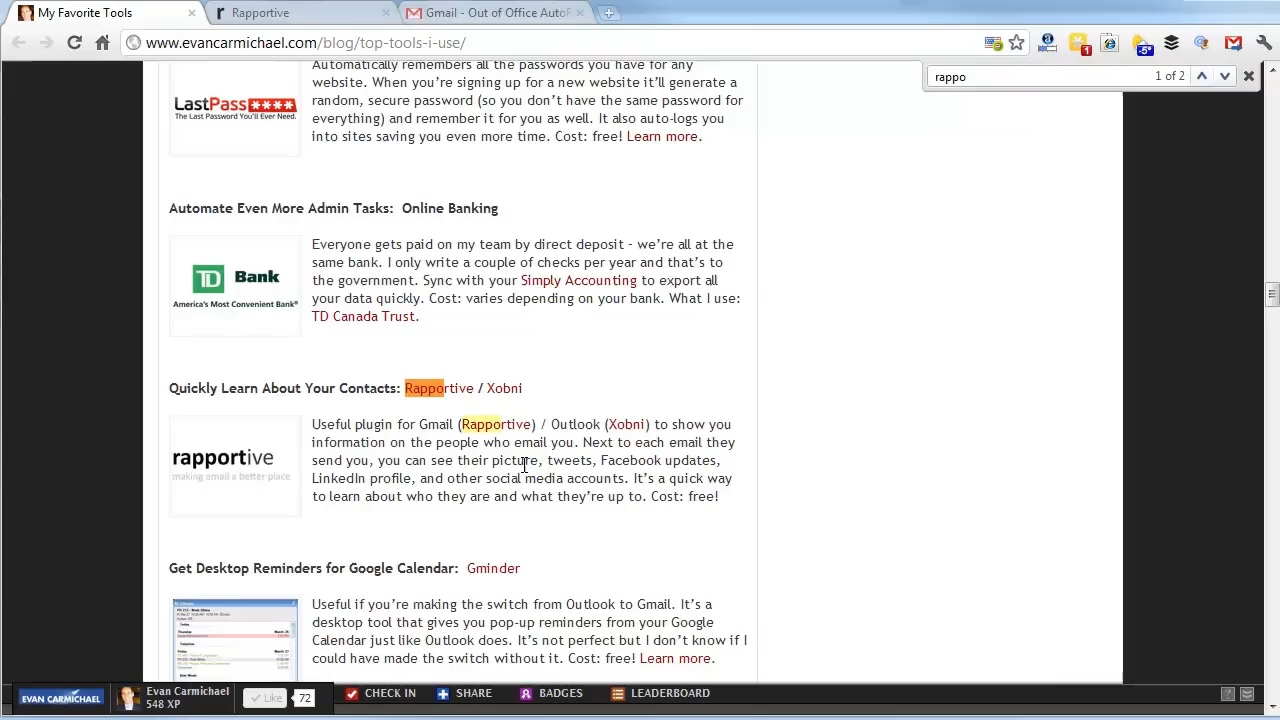 My Favorite Tools
Rapportive
Gmail - Out of Office AutoR
www.evancarmichael.com/blog/top-tools-i-use/
1
-5°
rappo
1 of 2
Automatically remembers all the passwords you have for any
website. When you're signing up for a new website it'll generate a
random, secure password (so you don't have the same password for
everything) and remember it for you as well. It also auto-logs you
into sites saving you even more time. Cost: free! Learn more.
LastPass ****
The Last Password You'll Ever Need.
Automate Even More Admin Tasks: Online Banking
TD Bank
America's Most Convenient Bank®
Everyone gets paid on my team by direct deposit - we're all at the
same bank. I only write a couple of checks per year and that's to
the government. Sync with your Simply Accounting to export all
your data quickly. Cost: varies depending on your bank. What I use:
TD Canada Trust.
Quickly Learn About Your Contacts: Rapportive / Xobni
rapportive
making email a better place
Useful plugin for Gmail (Rapportive) / Outlook (Xobni) to show you
information on the people who email you. Next to each email they
send you, you can see their picture, tweets, Facebook updates,
LinkedIn profile, and other social media accounts. It's a quick way
to learn about who they are and what they're up to. Cost: free!
Get Desktop Reminders for Google Calendar: Gminder
Useful if you're making the switch from Outlook to Gmail. It's a
desktop tool that gives you pop-up reminders from your Google
Calendar just like Outlook does. It's not perfect but I don't know if I
could have made the switch without it. Cost: free! Learn more.
EVAN CARMICHAEL
Evan Carmichael
548 XP
Like
72
CHECK IN
SHARE
BADGES
LEADERBOARD
?